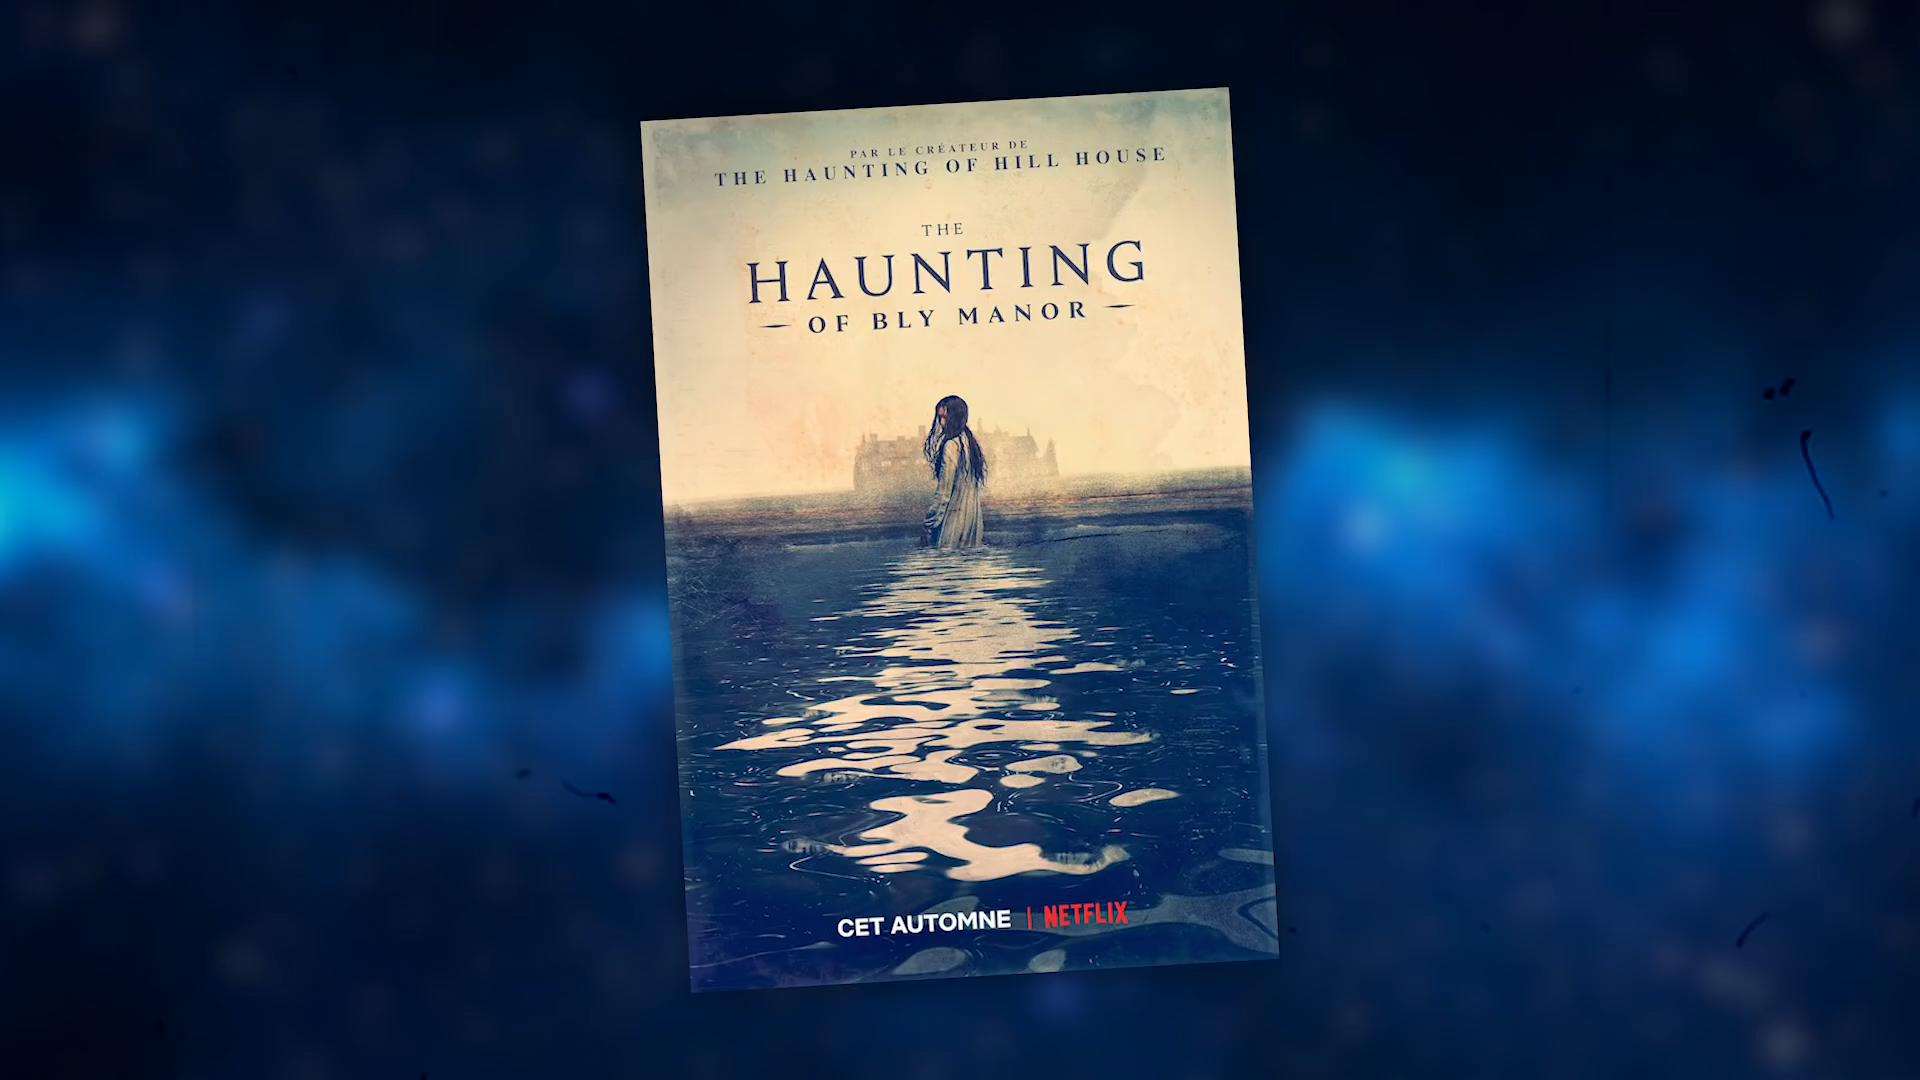 PAR LE CRÉATEUR DE
THE HAUNTING OF HILL HOUSE
THE
HAUNTING
OF BLY MANOR
CET AUTOMNE | NETFLIX